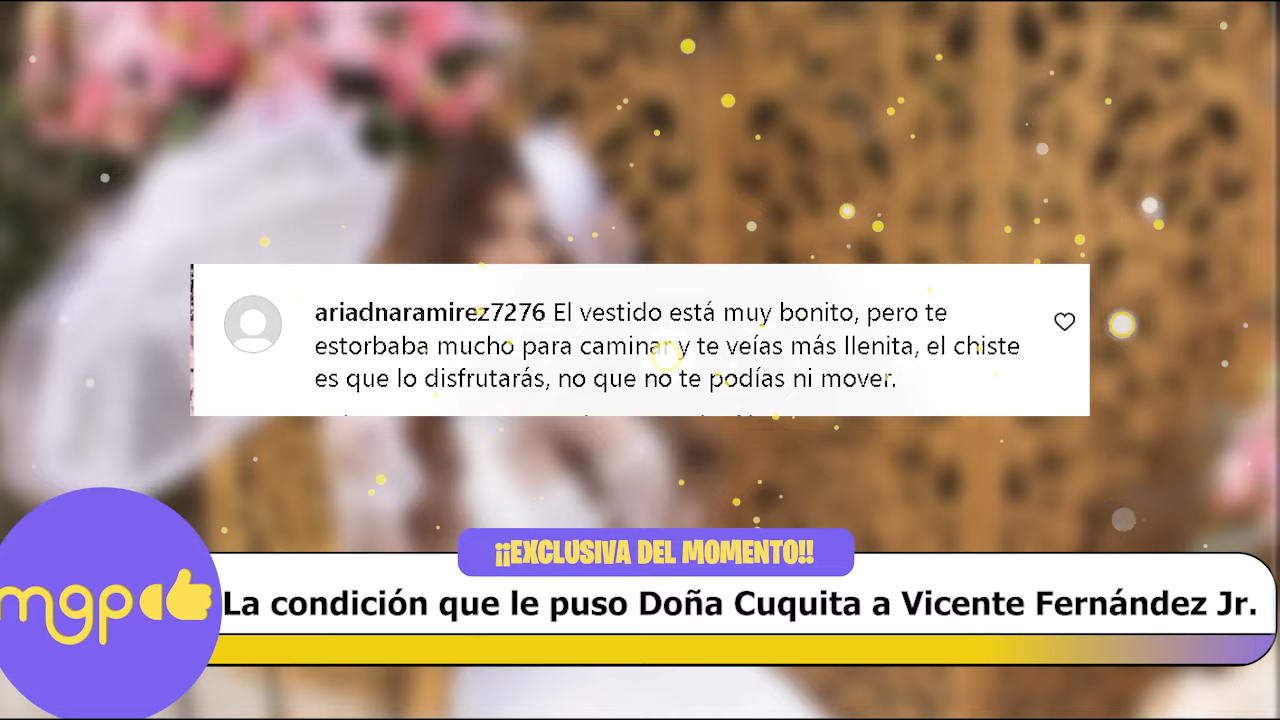 ariadnaramirez7276 El vestido está muy bonito, pero te
estorbaba mucho para caminar y te veías más llenita, el chiste
es que lo disfrutarás, no que no te podías ni mover.
¡¡EXCLUSIVA DEL MOMENTO!!
mgp
La condición que le puso Doña Cuquita a Vicente Fernández Jr.